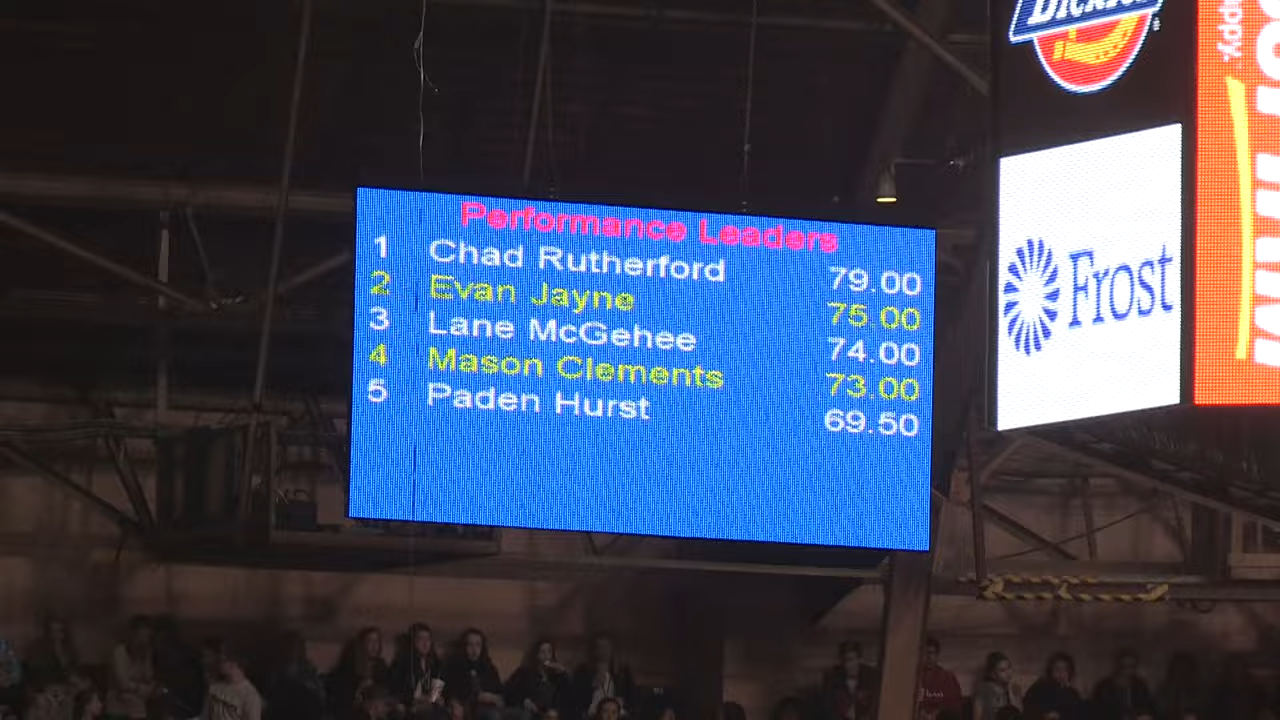 Performance Leaders
1 Chad Rutherford 79.00
2 Evan Jayne 75.00
3 Lane McGehee 74.00
4 Mason Clements 73.00
5 Paden Hurst 69.50
Dickies
Frost